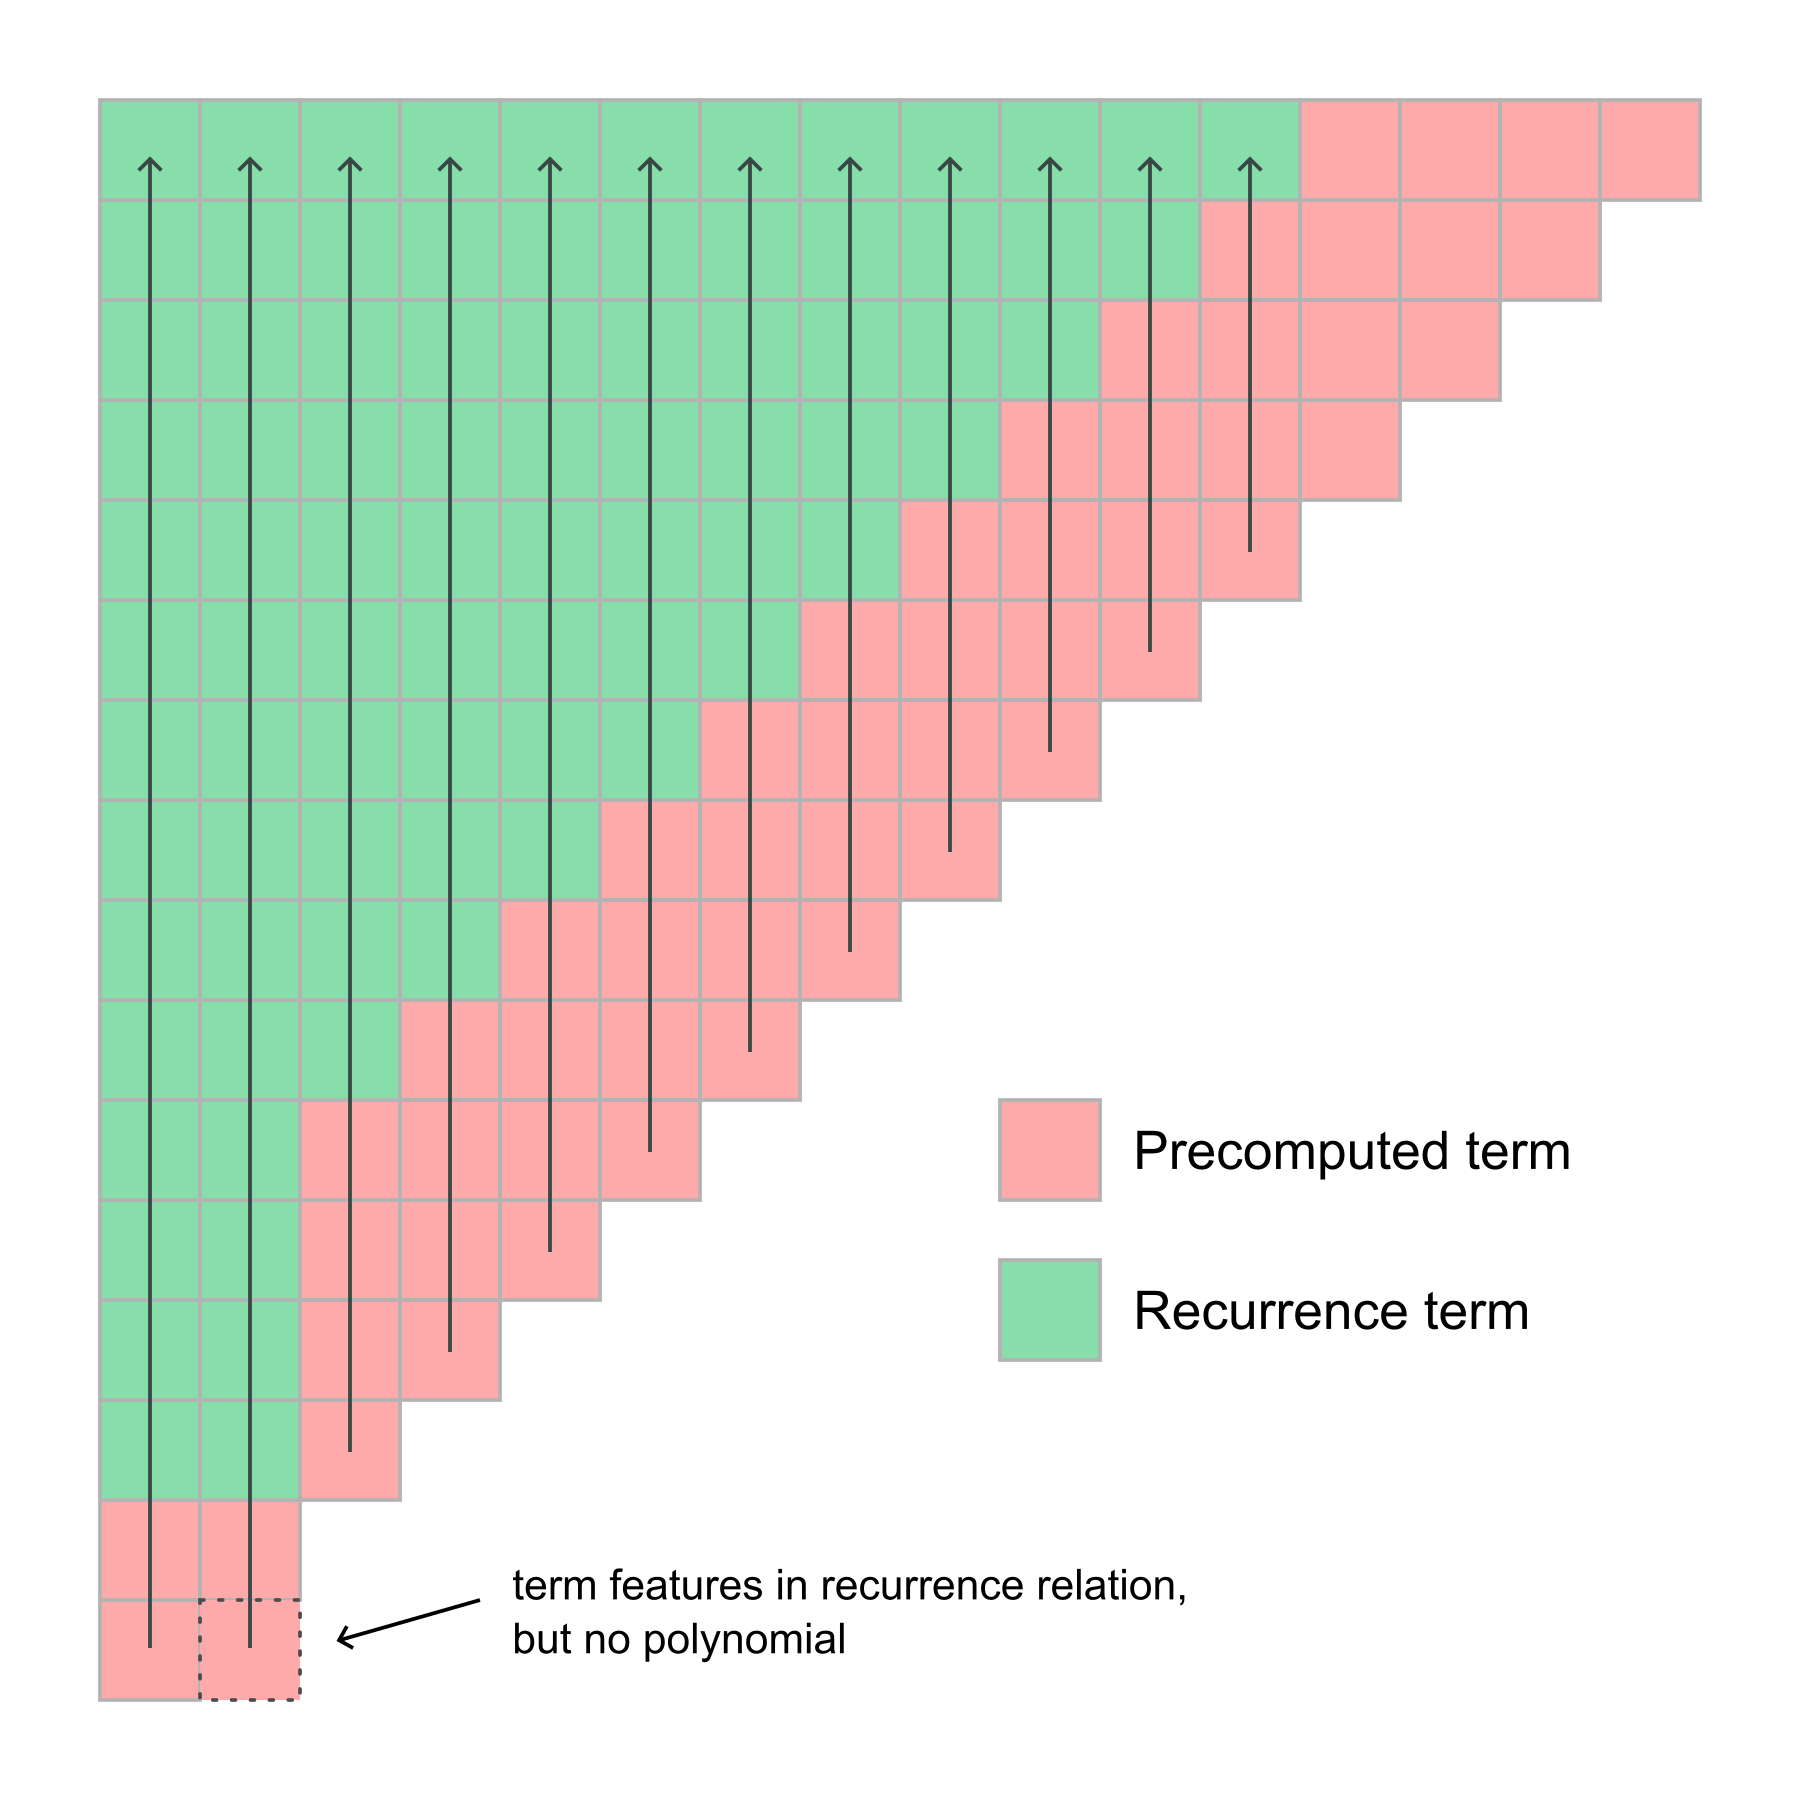 Precomputed term
Recurrence term
term features in recurrence relation,
but no polynomial